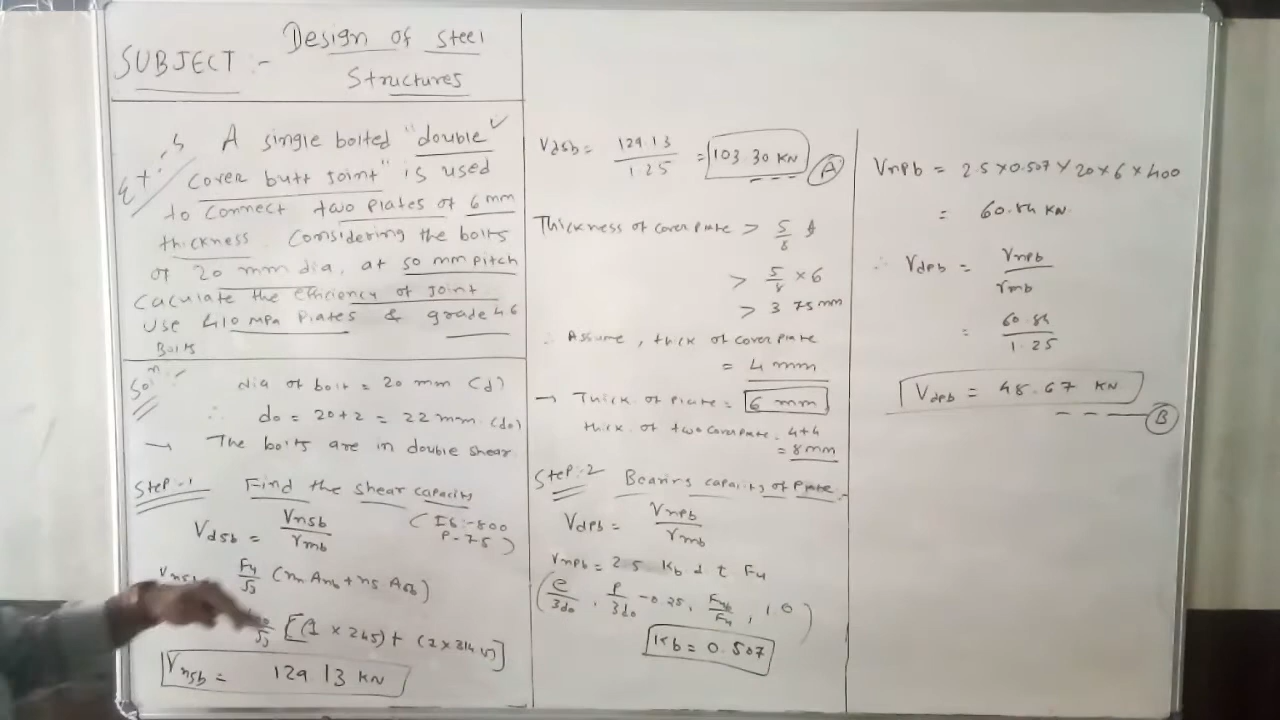 SUBJECT :- Design of Steel
Structures
Ex:- 5 A single bolted "double
cover butt joint" is used
to connect two plates of 6 mm
thickness. Considering the bolts
of 20 mm dia, at 50 mm pitch
Caculate the efficiency of joint
Use 410 MPa Plates & grade 4.6
Bolts
Soln :- dia of bolt = 20 mm (d)
∴ do = 20+2 = 22 mm (do)
→ The bolts are in double shear.
Step-1 Find the shear capacity
Vdsb = Vnsb / γmb (IS:-800 P-75)
Fu/√3 (nn Anb + ns Asb)
/√3 [(1 × 245) + (2 × 314.15)]
Vnsb = 129.13 KN
Vdsb = 129.13 / 1.25 = 103.30 KN (A)
Thickness of cover plate > 5/8 t
> 5/8 × 6
> 3.75 mm
∴ Assume, thick of cover plate
= 4 mm
→ Thick. of Plate = 6 mm
thick. of two cover plate. 4+4
= 8 mm
Step:-2 Bearing capacity of Plate:-
Vdpb = Vnpb / γmb
Vnpb = 2.5 Kb d t Fu
(e/3do, P/3do -0.25, Fub/Fu, 1.0)
Kb = 0.507
Vnpb = 2.5 × 0.507 × 20 × 6 × 400
= 60.84 KN.
∴ Vdpb = Vnpb / γmb
= 60.84 / 1.25
Vdpb = 48.67 KN (B)